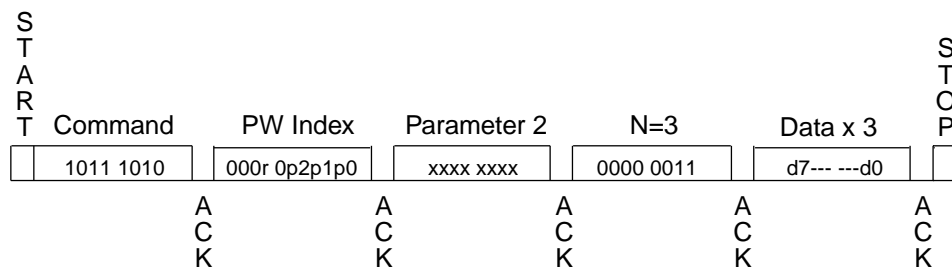 START
STOP
Command PW Index Parameter 2 N=3 Data x 3
1011 1010 000r 0p2p1p0 xxxx xxxx 0000 0011 d7--- ---d0
ACK ACK ACK ACK ACK